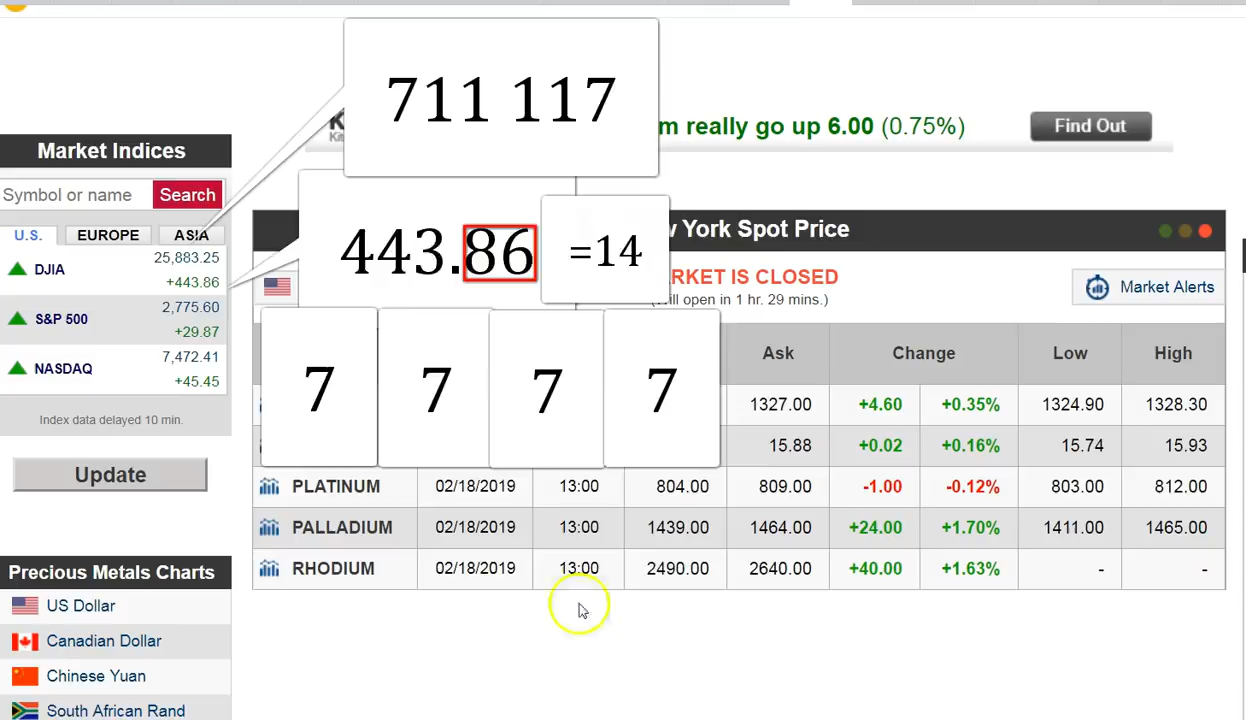 711 117
K
Kit
m really go up 6.00 (0.75%)
Find Out
Market Indices
Symbol or name Search
U.S. EUROPE ASIA
DJIA 25,883.25
+443.86
S&P 500 2,775.60
+29.87
NASDAQ 7,472.41
+45.45
Index data delayed 10 min.
Update
443.86 =14
w York Spot Price
RKET IS CLOSED
ill open in 1 hr. 29 mins.)
Market Alerts
7 7 7 7
Ask Change Low High
1327.00 +4.60 +0.35% 1324.90 1328.30
15.88 +0.02 +0.16% 15.74 15.93
PLATINUM 02/18/2019 13:00 804.00 809.00 -1.00 -0.12% 803.00 812.00
PALLADIUM 02/18/2019 13:00 1439.00 1464.00 +24.00 +1.70% 1411.00 1465.00
RHODIUM 02/18/2019 13:00 2490.00 2640.00 +40.00 +1.63% - -
Precious Metals Charts
US Dollar
Canadian Dollar
Chinese Yuan
South African Rand